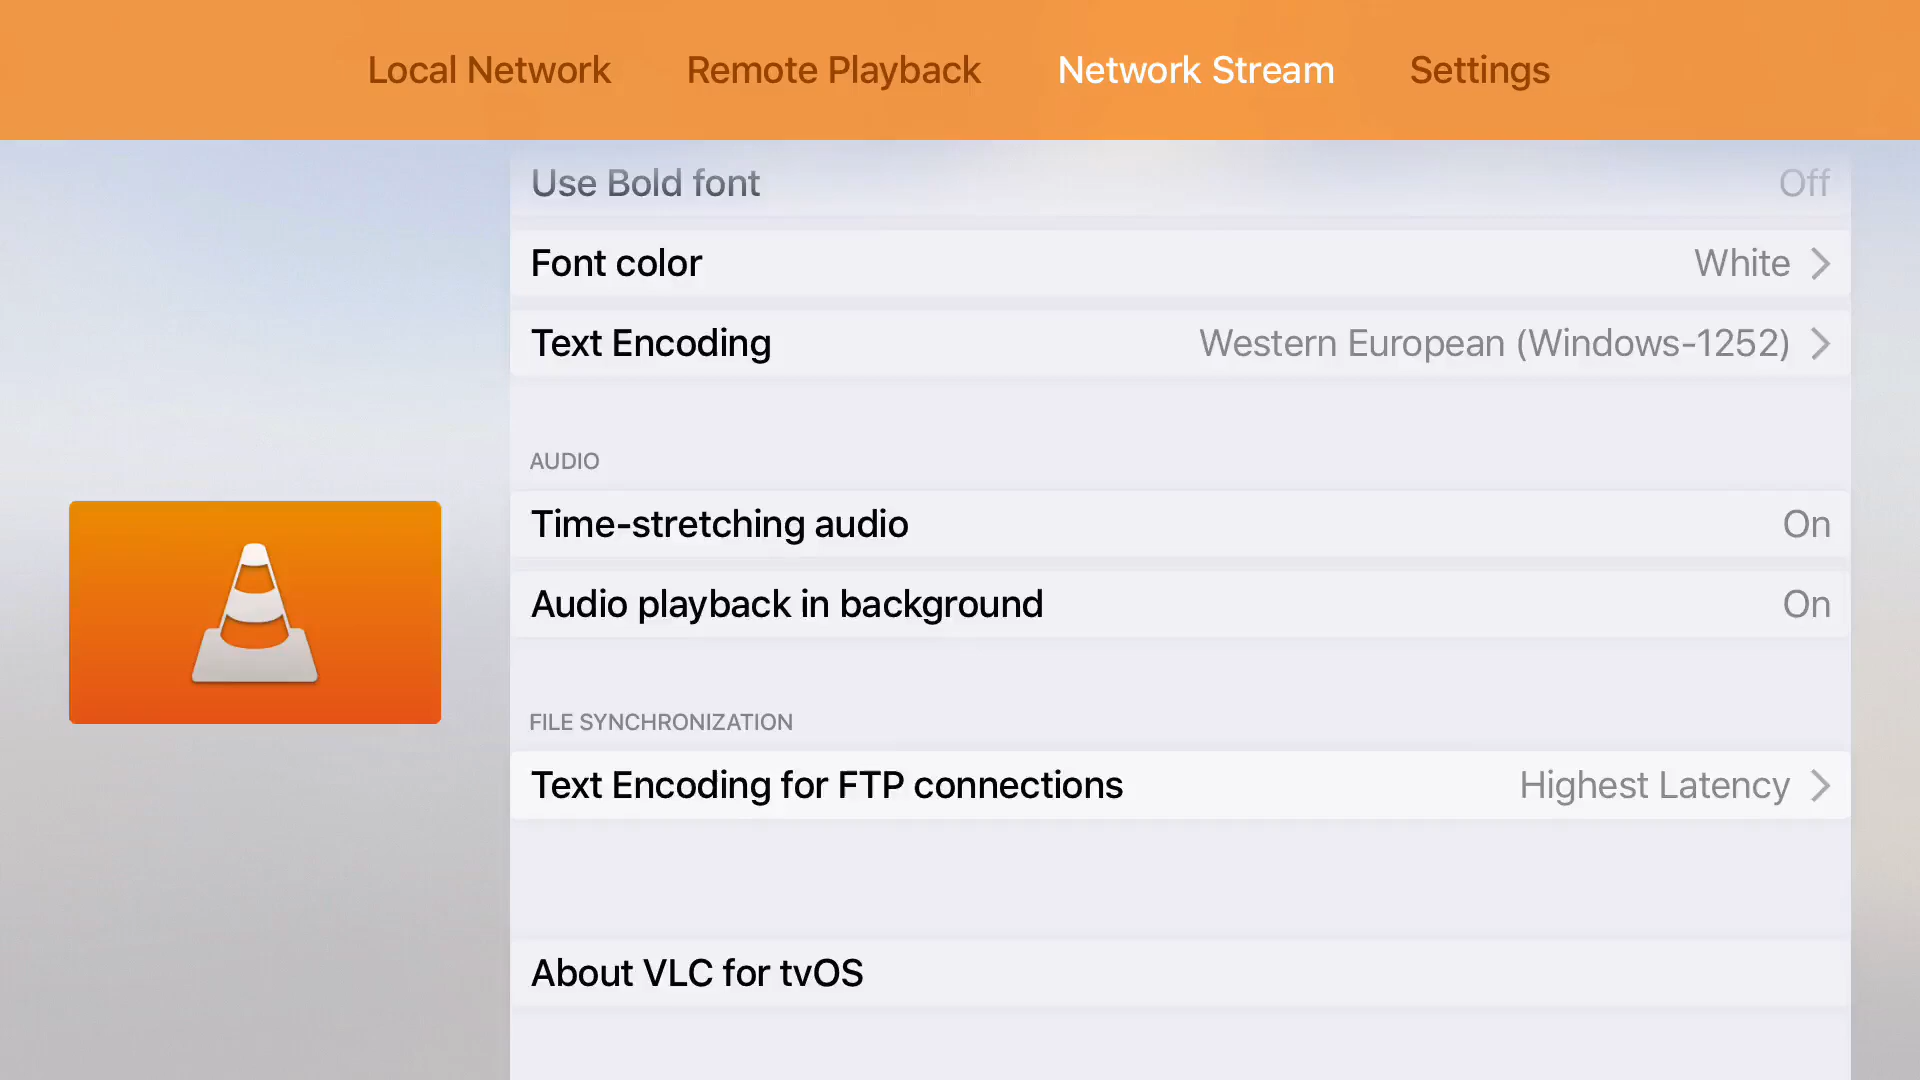 Local Network Remote Playback Network Stream Settings
Use Bold font Off
Font color White
Text Encoding Western European (Windows-1252)
AUDIO
Time-stretching audio On
Audio playback in background On
FILE SYNCHRONIZATION
Text Encoding for FTP connections Highest Latency
About VLC for tvOS